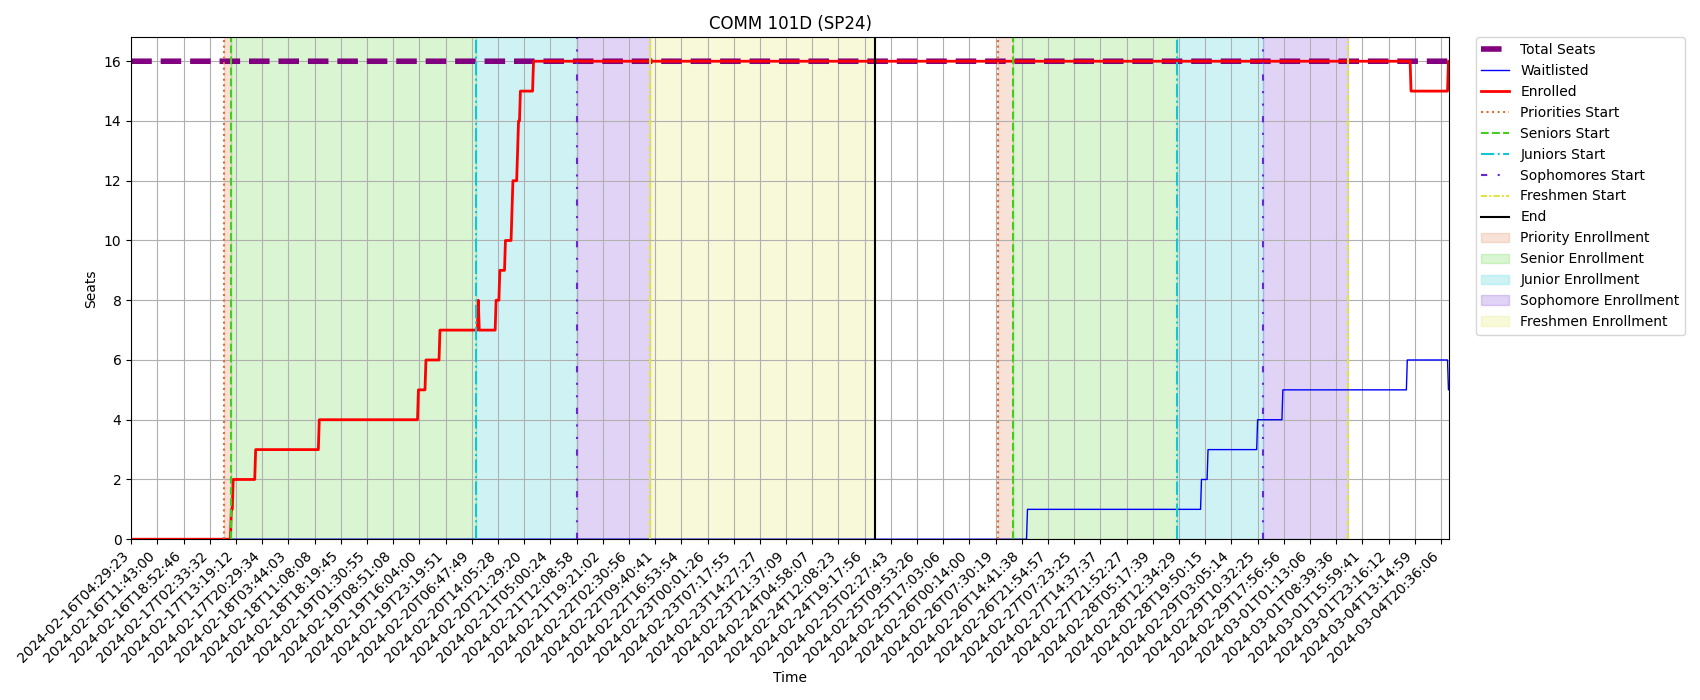 COMM 101D (SP24)
Total Seats
Waitlisted
Enrolled
Priorities Start
Seniors Start
Juniors Start
Sophomores Start
Freshmen Start
End
Priority Enrollment
Senior Enrollment
Junior Enrollment
Sophomore Enrollment
Freshmen Enrollment
Seats
16
14
12
10
8
6
4
2
0
2024-02-16T04:29:23
2024-02-16T11:43:00
2024-02-16T18:52:46
2024-02-17T02:33:32
2024-02-17T13:19:12
2024-02-17T20:29:34
2024-02-18T03:44:03
2024-02-18T11:08:08
2024-02-18T18:19:45
2024-02-19T01:30:55
2024-02-19T08:51:08
2024-02-19T16:04:00
2024-02-19T23:19:51
2024-02-20T06:47:49
2024-02-20T14:05:28
2024-02-20T21:29:20
2024-02-21T05:00:24
2024-02-21T12:08:58
2024-02-21T19:21:02
2024-02-22T02:30:56
2024-02-22T09:40:41
2024-02-22T16:53:54
2024-02-23T00:01:26
2024-02-23T07:17:55
2024-02-23T14:27:27
2024-02-23T21:37:09
2024-02-24T04:58:07
2024-02-24T12:08:23
2024-02-24T19:17:56
2024-02-25T02:27:43
2024-02-25T09:53:26
2024-02-25T17:03:06
2024-02-26T00:14:00
2024-02-26T07:30:19
2024-02-26T14:41:38
2024-02-26T21:54:57
2024-02-27T07:23:25
2024-02-27T14:37:37
2024-02-27T21:52:27
2024-02-28T05:17:39
2024-02-28T12:34:29
2024-02-28T19:50:15
2024-02-29T03:05:14
2024-02-29T10:32:25
2024-02-29T17:56:56
2024-03-01T01:13:06
2024-03-01T08:39:36
2024-03-01T15:59:41
2024-03-01T23:16:12
2024-03-04T13:14:59
2024-03-04T20:36:06
Time